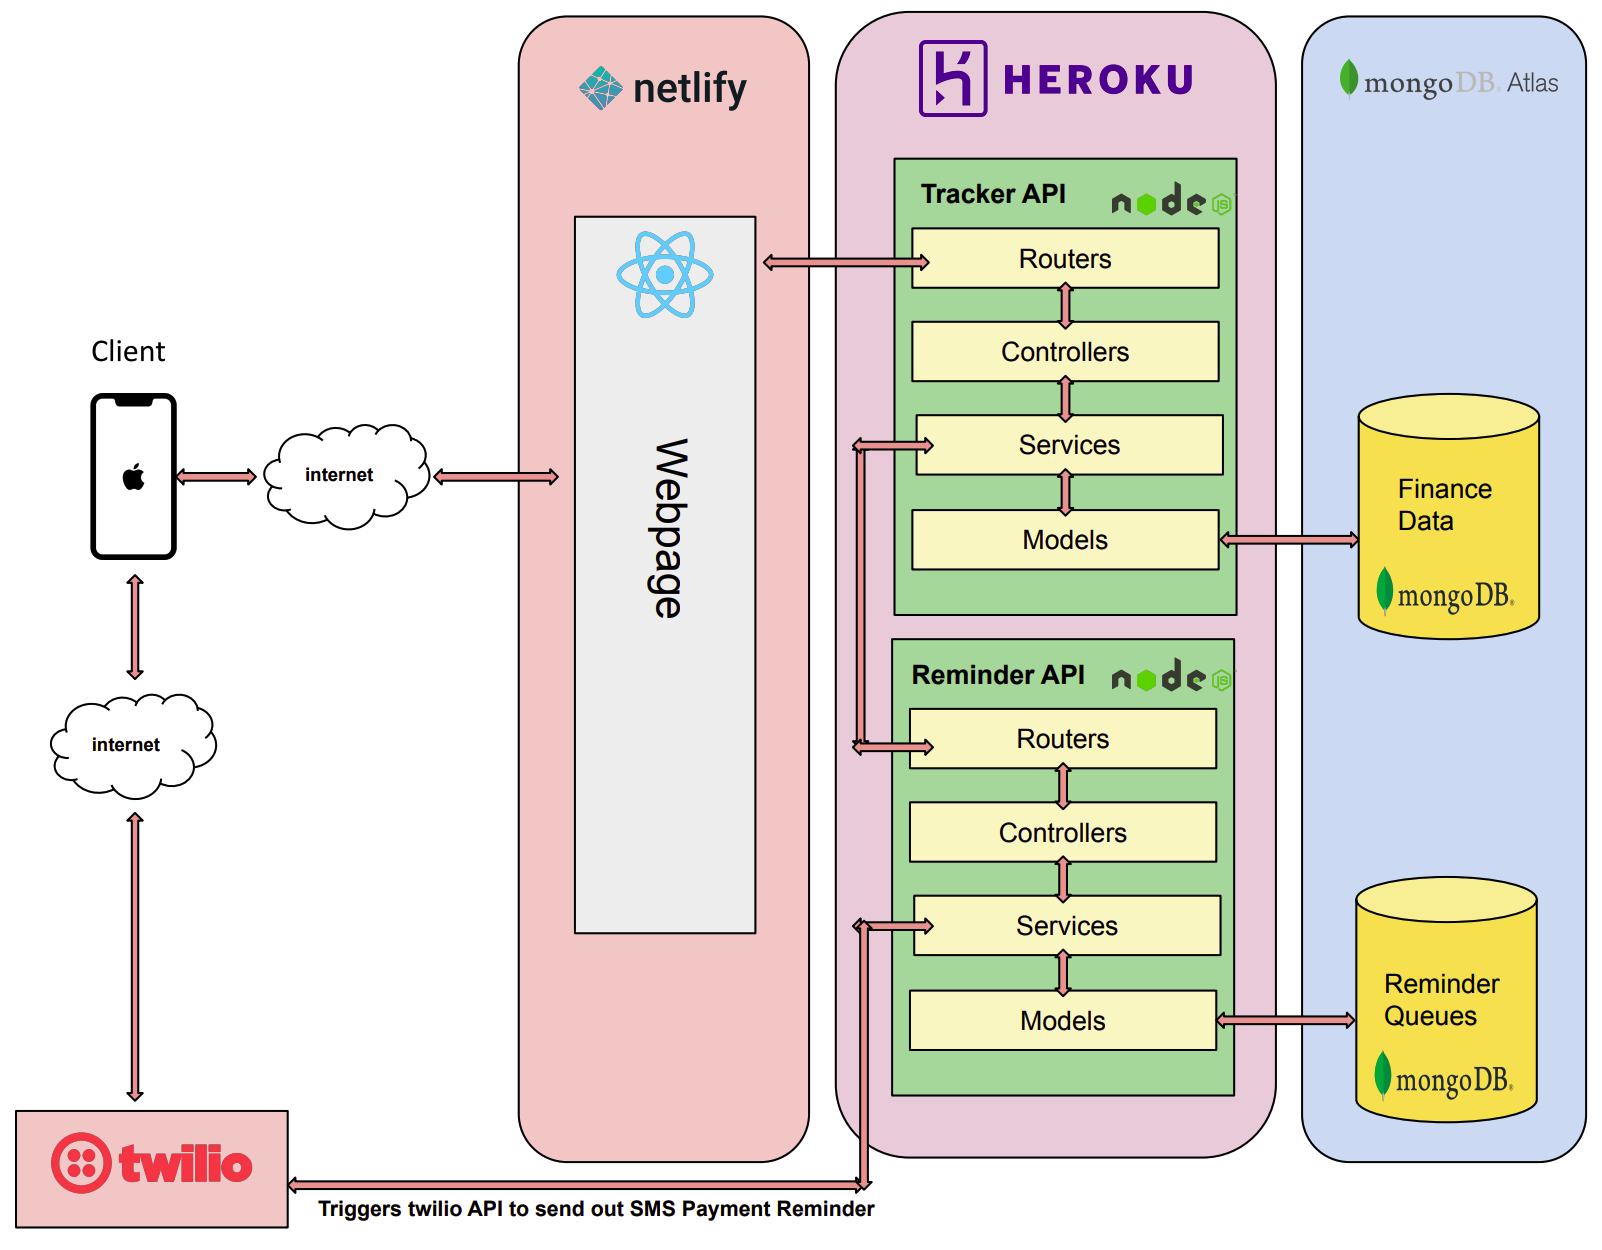 netlify
HEROKU
mongoDB® Atlas
Tracker API
node JS
Routers
Controllers
Services
Models
Client
internet
Webpage
Finance
Data
mongoDB®
Reminder API
node JS
Routers
Controllers
Services
Models
internet
Reminder
Queues
mongoDB®
twilio
Triggers twilio API to send out SMS Payment Reminder